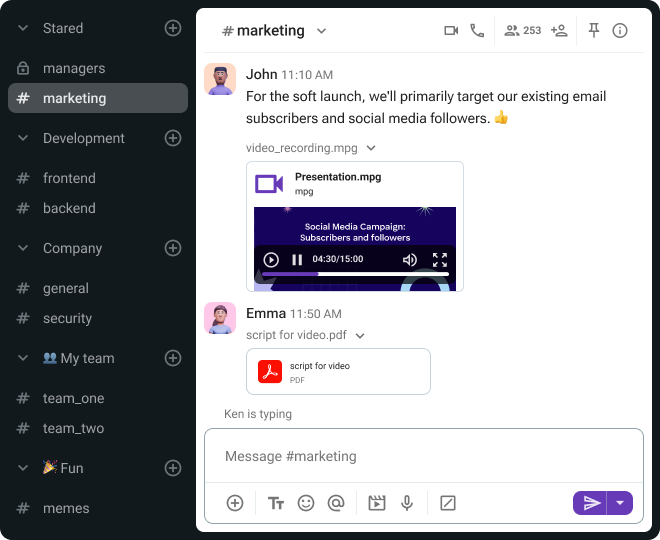 Stared
managers
# marketing
Development
# frontend
# backend
Company
# general
# security
My team
# team_one
# team_two
Fun
# memes
# marketing
253
John 11:10 AM
For the soft launch, we'll primarily target our existing email
subscribers and social media followers. 👍
video_recording.mpg
Presentation.mpg
mpg
Social Media Campaign:
Subscribers and followers
04:30/15:00
Emma 11:50 AM
script for video.pdf
script for video
PDF
Ken is typing
Message #marketing
Tт
@